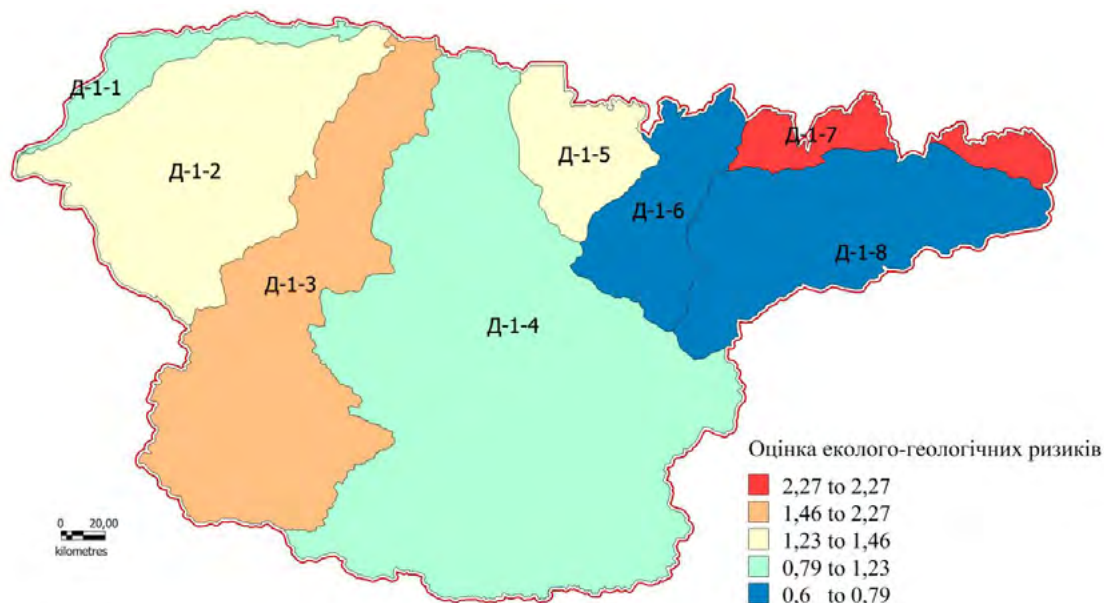 Д-1-1
Д-1-2
Д-1-3
Д-1-4
Д-1-5
Д-1-6
Д-1-7
Д-1-8
0 20,00
kilometres
Оцінка еколого-геологічних ризиків
2,27 to 2,27
1,46 to 2,27
1,23 to 1,46
0,79 to 1,23
0,6 to 0,79